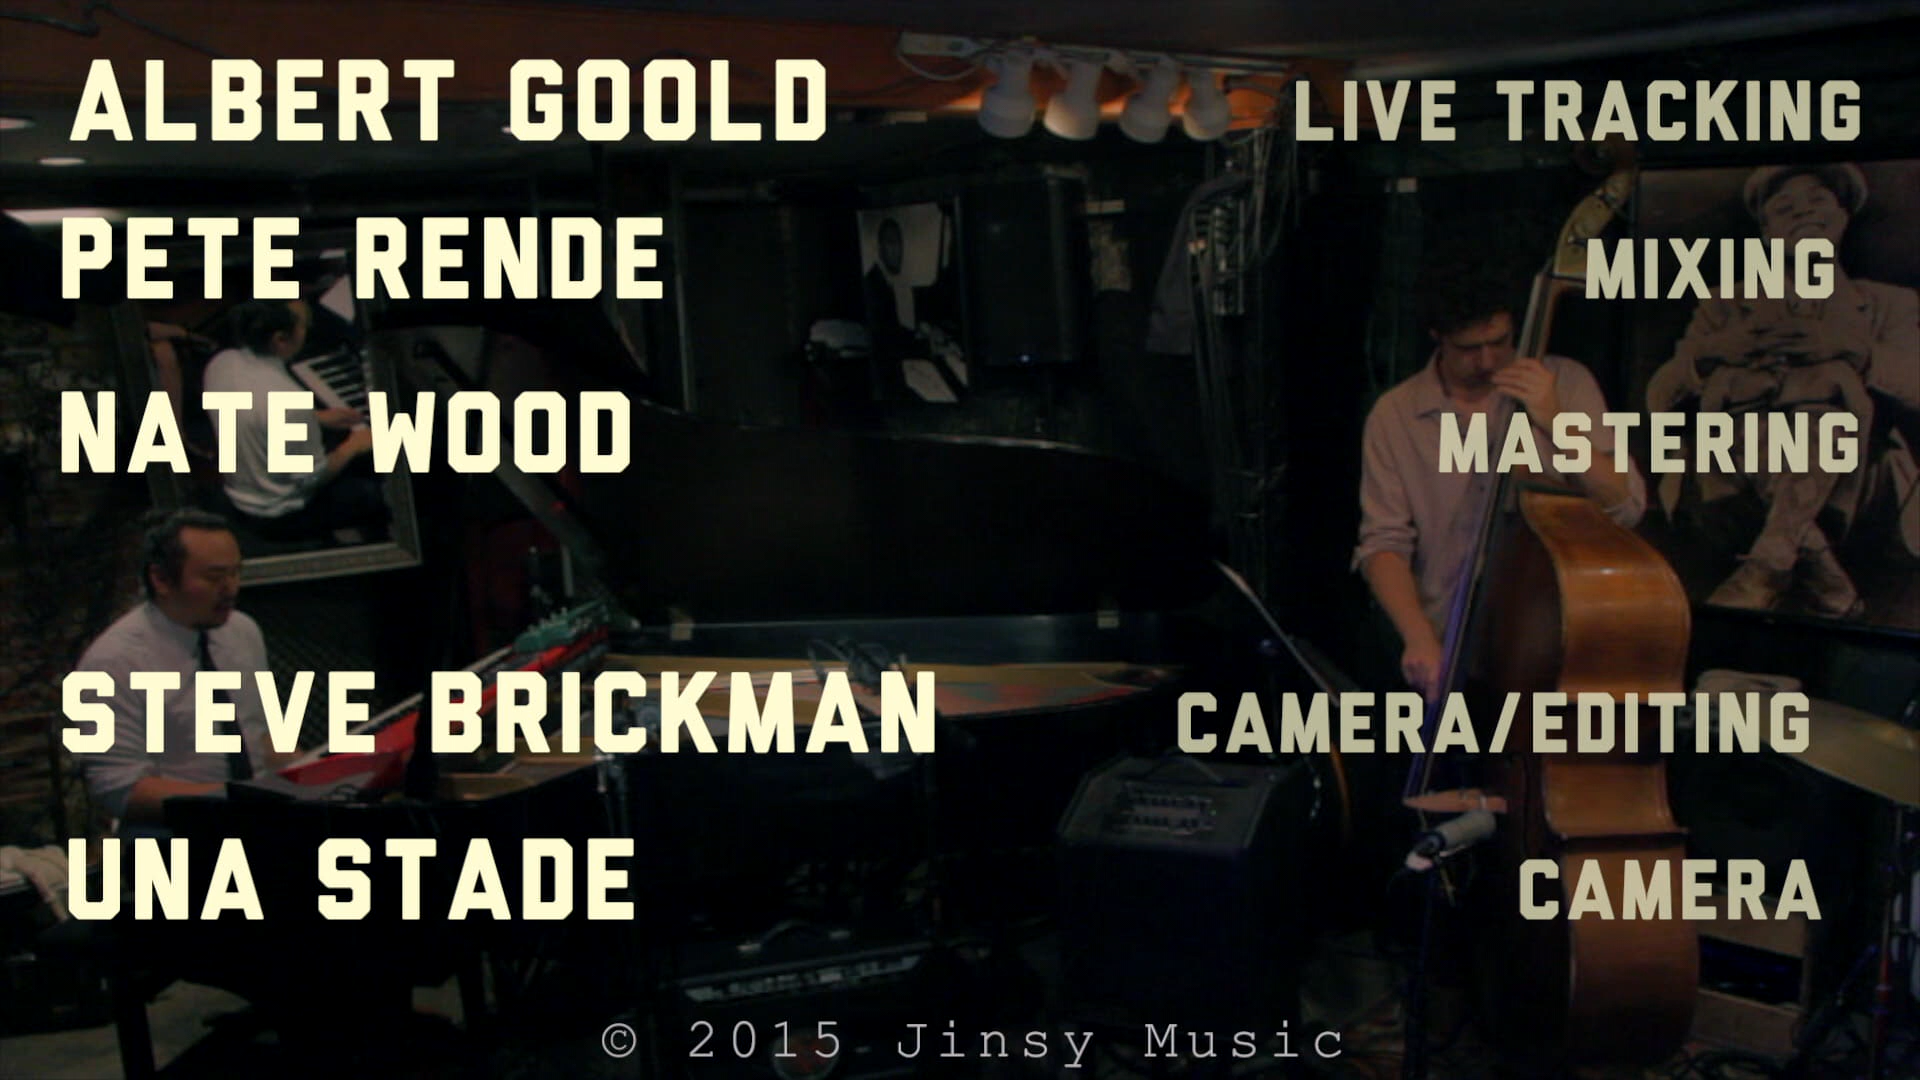 ALBERT GOOLD LIVE TRACKING
PETE RENDE MIXING
NATE WOOD MASTERING
STEVE BRICKMAN CAMERA/EDITING
UNA STADE CAMERA
© 2015 Jinsy Music